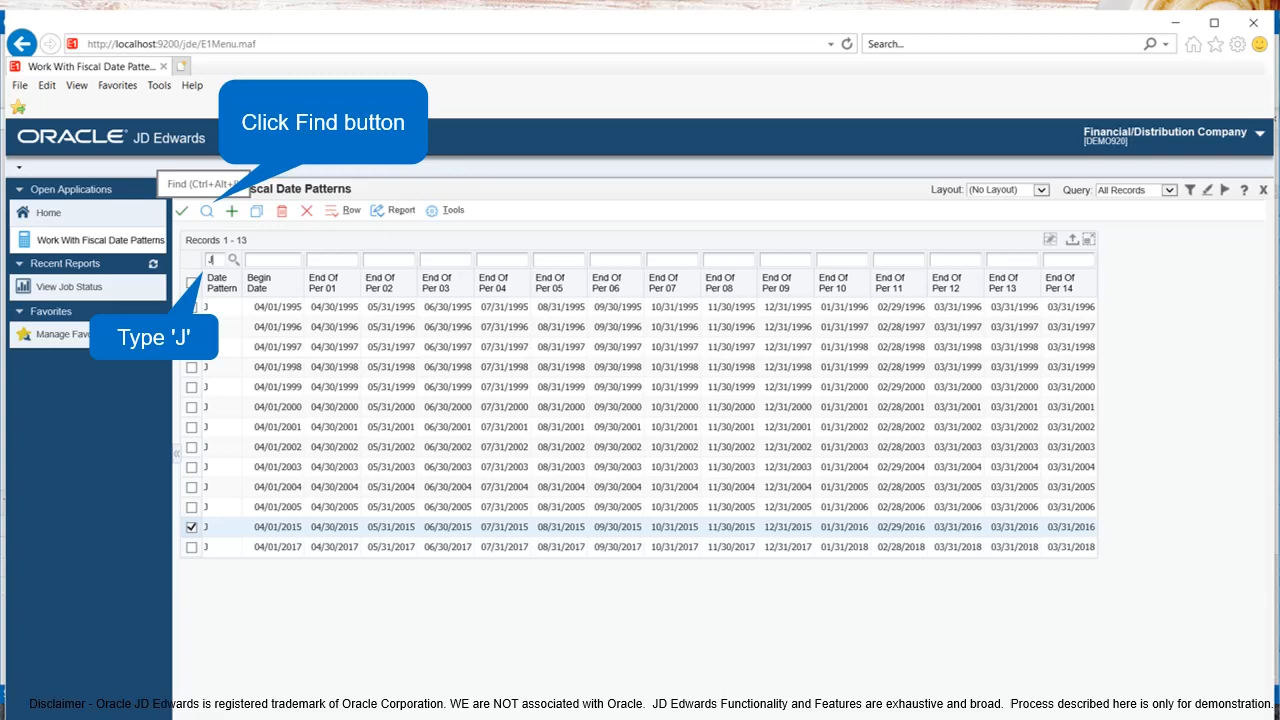 http://localhost:9200/jde/E1Menu.maf
Search...
Work With Fiscal Date Patte...
File Edit View Favorites Tools Help
Click Find button
ORACLE JD Edwards
Financial/Distribution Company
[DEMO920]
Open Applications
Find (Ctrl+Alt+
scal Date Patterns
Layout: (No Layout) Query: All Records
Home
Row Report Tools
Work With Fiscal Date Patterns
Records 1 - 13
Recent Reports
J
View Job Status
Date Pattern Begin Date End Of Per 01 End Of Per 02 End Of Per 03 End Of Per 04 End Of Per 05 End Of Per 06 End Of Per 07 End Of Per 08 End Of Per 09 End Of Per 10 End Of Per 11 End Of Per 12 End Of Per 13 End Of Per 14
Favorites
Manage Favo
Type 'J'
J 04/01/1995 04/30/1995 05/31/1995 06/30/1995 07/31/1995 08/31/1995 09/30/1995 10/31/1995 11/30/1995 12/31/1995 01/31/1996 02/29/1996 03/31/1996 03/31/1996 03/31/1996
04/01/1996 04/30/1996 05/31/1996 06/30/1996 07/31/1996 08/31/1996 09/30/1996 10/31/1996 11/30/1996 12/31/1996 01/31/1997 02/28/1997 03/31/1997 03/31/1997 03/31/1997
04/01/1997 04/30/1997 05/31/1997 06/30/1997 07/31/1997 08/31/1997 09/30/1997 10/31/1997 11/30/1997 12/31/1997 01/31/1998 02/28/1998 03/31/1998 03/31/1998 03/31/1998
J 04/01/1998 04/30/1998 05/31/1998 06/30/1998 07/31/1998 08/31/1998 09/30/1998 10/31/1998 11/30/1998 12/31/1998 01/31/1999 02/28/1999 03/31/1999 03/31/1999 03/31/1999
J 04/01/1999 04/30/1999 05/31/1999 06/30/1999 07/31/1999 08/31/1999 09/30/1999 10/31/1999 11/30/1999 12/31/1999 01/31/2000 02/29/2000 03/31/2000 03/31/2000 03/31/2000
J 04/01/2000 04/30/2000 05/31/2000 06/30/2000 07/31/2000 08/31/2000 09/30/2000 10/31/2000 11/30/2000 12/31/2000 01/31/2001 02/28/2001 03/31/2001 03/31/2001 03/31/2001
J 04/01/2001 04/30/2001 05/31/2001 06/30/2001 07/31/2001 08/31/2001 09/30/2001 10/31/2001 11/30/2001 12/31/2001 01/31/2002 02/28/2002 03/31/2002 03/31/2002 03/31/2002
J 04/01/2002 04/30/2002 05/31/2002 06/30/2002 07/31/2002 08/31/2002 09/30/2002 10/31/2002 11/30/2002 12/31/2002 01/31/2003 02/28/2003 03/31/2003 03/31/2003 03/31/2003
J 04/01/2003 04/30/2003 05/31/2003 06/30/2003 07/31/2003 08/31/2003 09/30/2003 10/31/2003 11/30/2003 12/31/2003 01/31/2004 02/29/2004 03/31/2004 03/31/2004 03/31/2004
J 04/01/2004 04/30/2004 05/31/2004 06/30/2004 07/31/2004 08/31/2004 09/30/2004 10/31/2004 11/30/2004 12/31/2004 01/31/2005 02/28/2005 03/31/2005 03/31/2005 03/31/2005
J 04/01/2005 04/30/2005 05/31/2005 06/30/2005 07/31/2005 08/31/2005 09/30/2005 10/31/2005 11/30/2005 12/31/2005 01/31/2006 02/28/2006 03/31/2006 03/31/2006 03/31/2006
J 04/01/2015 04/30/2015 05/31/2015 06/30/2015 07/31/2015 08/31/2015 09/30/2015 10/31/2015 11/30/2015 12/31/2015 01/31/2016 02/29/2016 03/31/2016 03/31/2016 03/31/2016
J 04/01/2017 04/30/2017 05/31/2017 06/30/2017 07/31/2017 08/31/2017 09/30/2017 10/31/2017 11/30/2017 12/31/2017 01/31/2018 02/28/2018 03/31/2018 03/31/2018 03/31/2018
Disclaimer - Oracle JD Edwards is registered trademark of Oracle Corporation. WE are NOT associated with Oracle. JD Edwards Functionality and Features are exhaustive and broad. Process described here is only for demonstration.